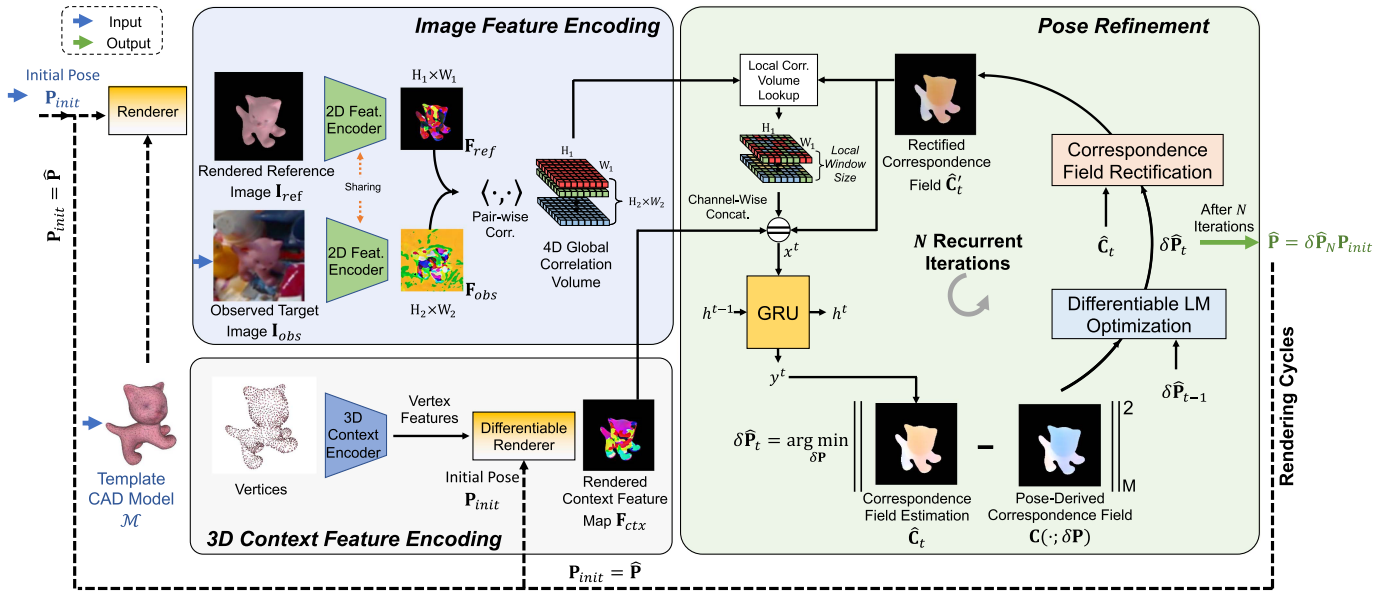 Input
Output
Initial Pose
𝐏_init
Renderer
𝐏_init = 𝐏̂
Template
CAD Model
ℳ
Image Feature Encoding
Rendered Reference
Image 𝐈_ref
2D Feat.
Encoder
H₁×W₁
𝐅_ref
Sharing
⟨·,·⟩
Pair-wise
Corr.
H₁
W₁
H₂×W₂
4D Global
Correlation
Volume
Observed Target
Image 𝐈_obs
2D Feat.
Encoder
𝐅_obs
H₂×W₂
3D Context Feature Encoding
Vertices
3D
Context
Encoder
Vertex
Features
Differentiable
Renderer
Initial Pose
𝐏_init
Rendered
Context Feature
Map 𝐅_ctx
Pose Refinement
Local Corr.
Volume
Lookup
H₁
W₁
Local
Window
Size
Channel-Wise
Concat.
x^t
h^{t−1}
GRU
h^t
y^t
Rectified
Correspondence
Field 𝐂̂′_t
N Recurrent
Iterations
Correspondence
Field Rectification
𝐂̂_t
δ𝐏̂_t
Differentiable LM
Optimization
δ𝐏̂_{t−1}
δ𝐏̂_t = arg min
δ𝐏
−
2
M
Correspondence
Field Estimation
𝐂̂_t
Pose-Derived
Correspondence Field
𝐂(·; δ𝐏)
After N
Iterations
𝐏̂ = δ𝐏̂_N 𝐏_init
Rendering Cycles
𝐏_init = 𝐏̂